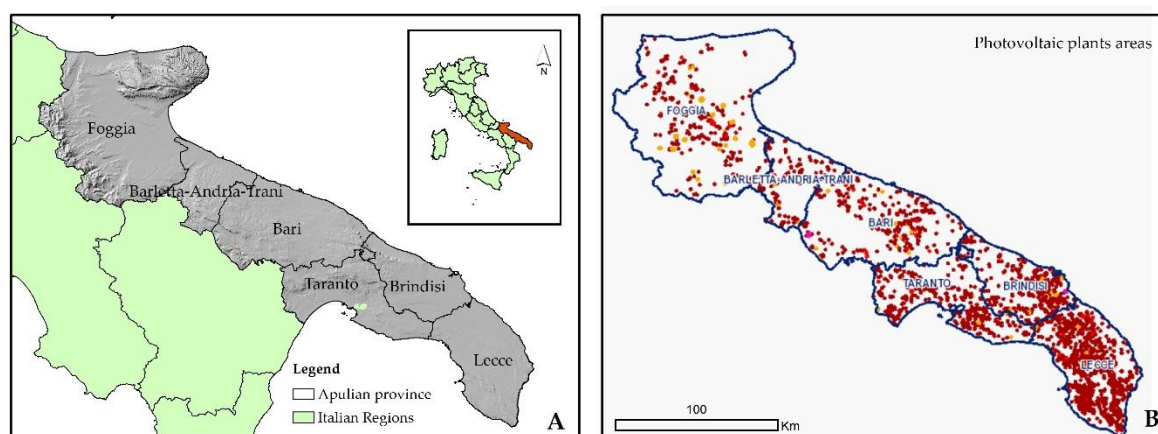 N
Foggia
Barletta-Andria-Trani
Bari
Taranto
Brindisi
Lecce
Legend
Apulian province
Italian Regions
A
Photovoltaic plants areas
FOGGIA
BARLETTA-ANDRIA-TRANI
BARI
TARANTO
BRINDISI
LECCE
100
Km
B